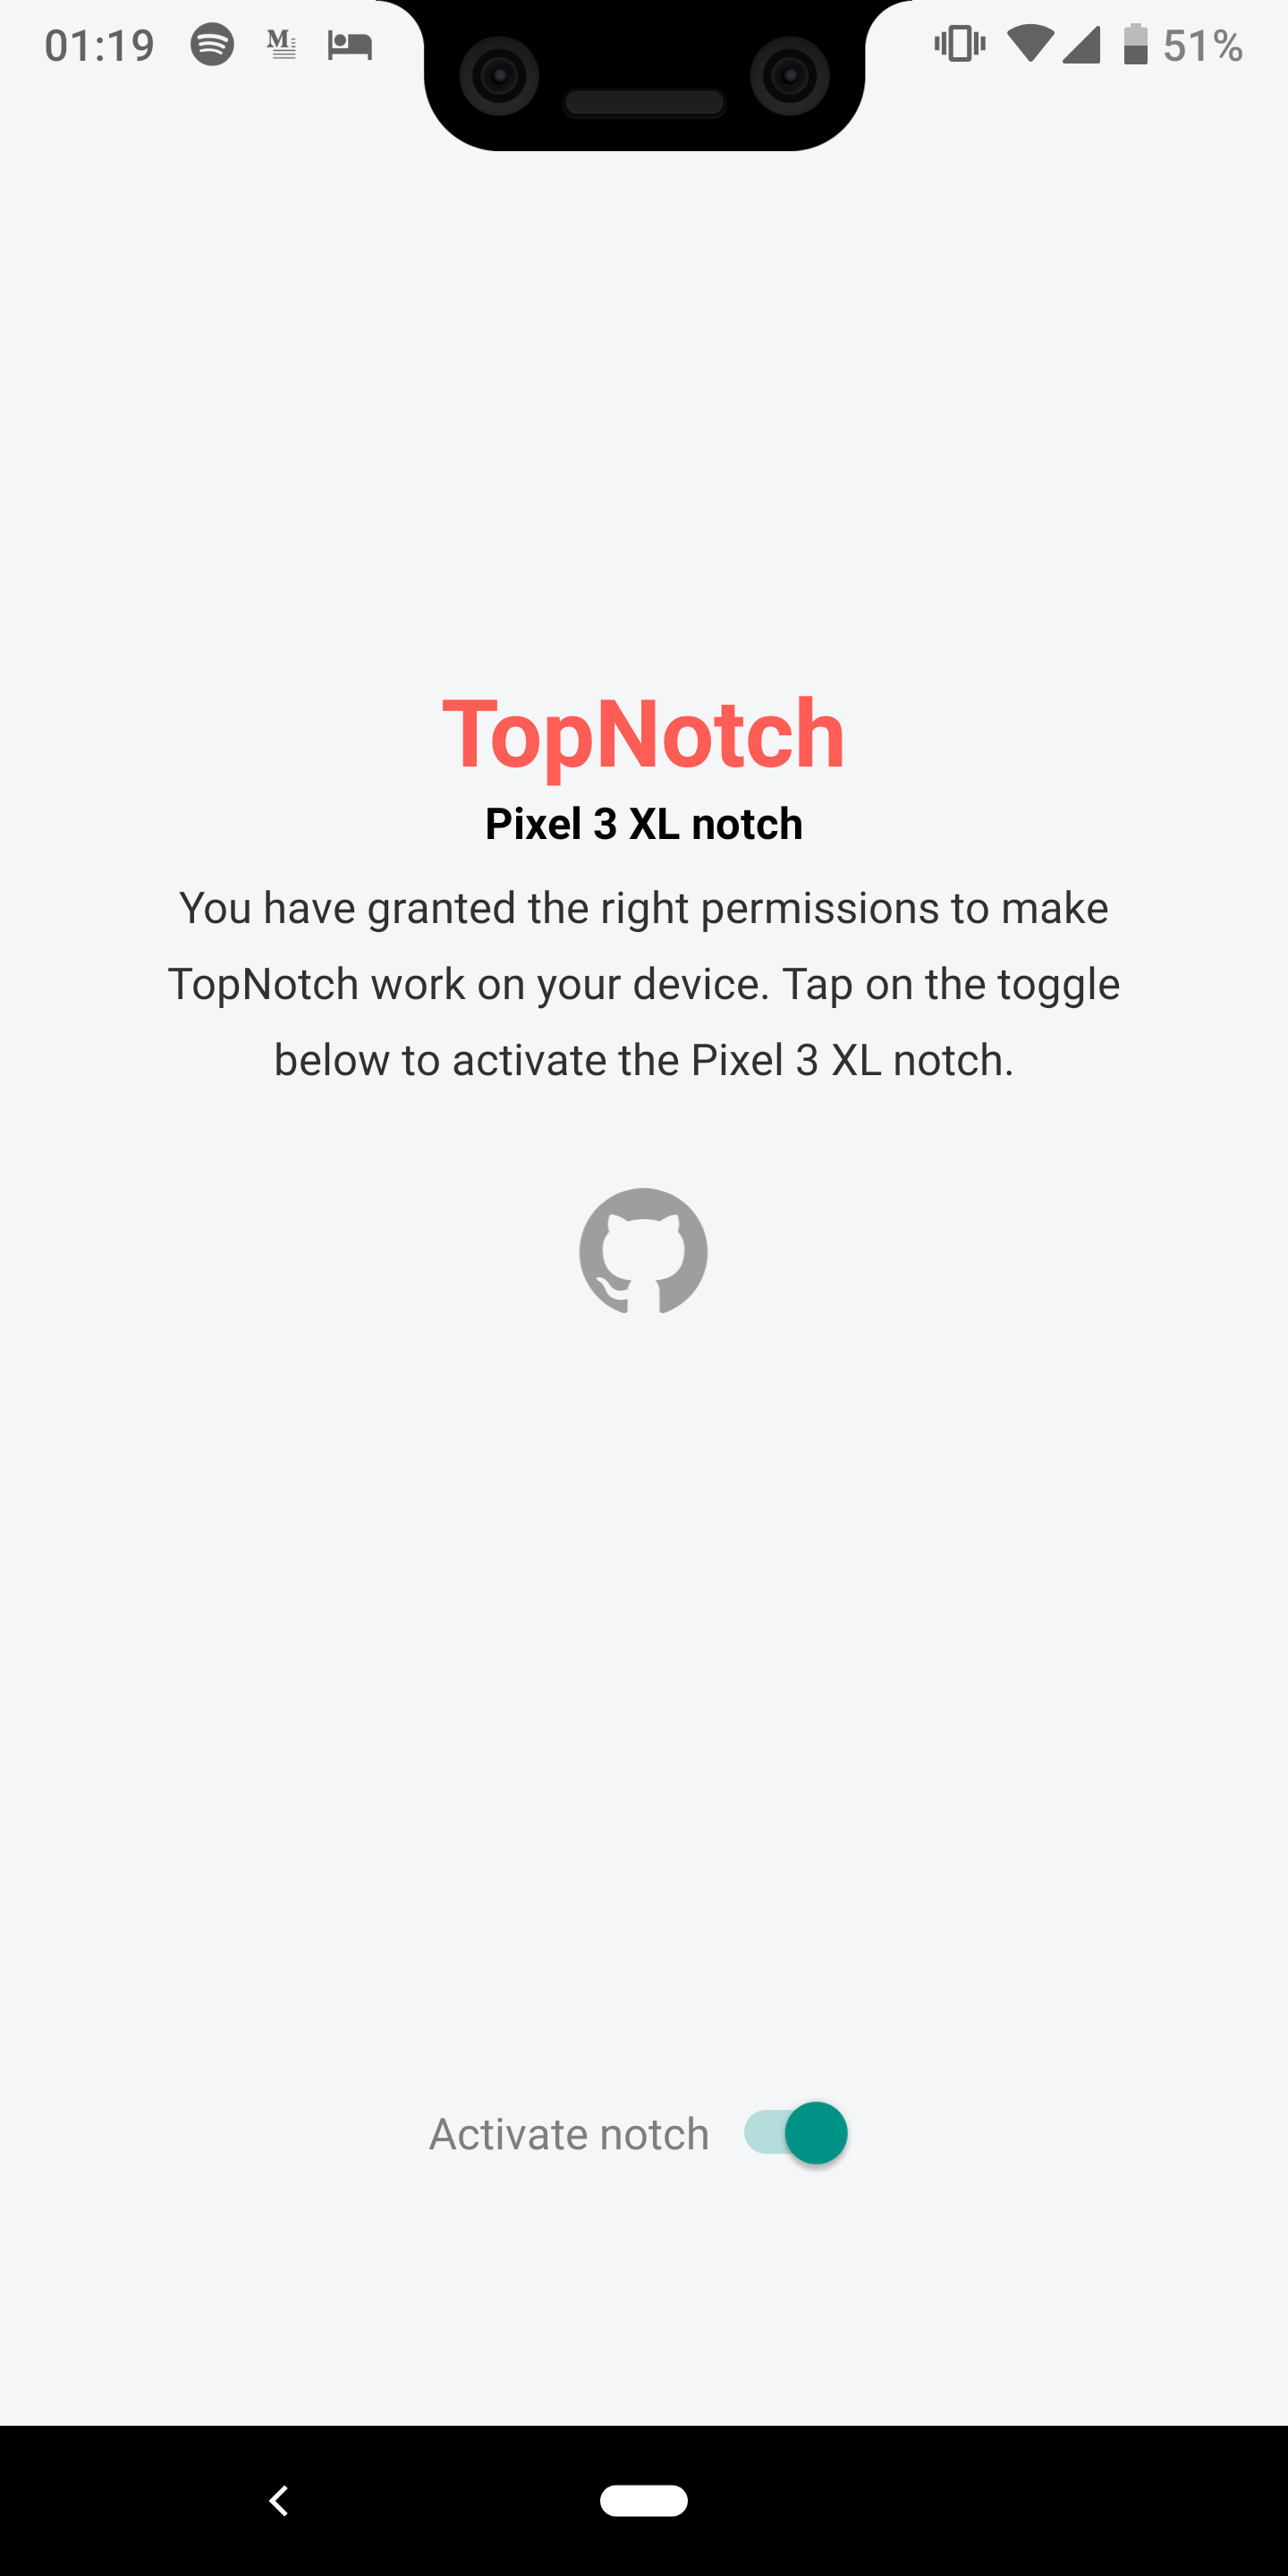 01:19 M 51%
TopNotch
Pixel 3 XL notch
You have granted the right permissions to make
TopNotch work on your device. Tap on the toggle
below to activate the Pixel 3 XL notch.
Activate notch